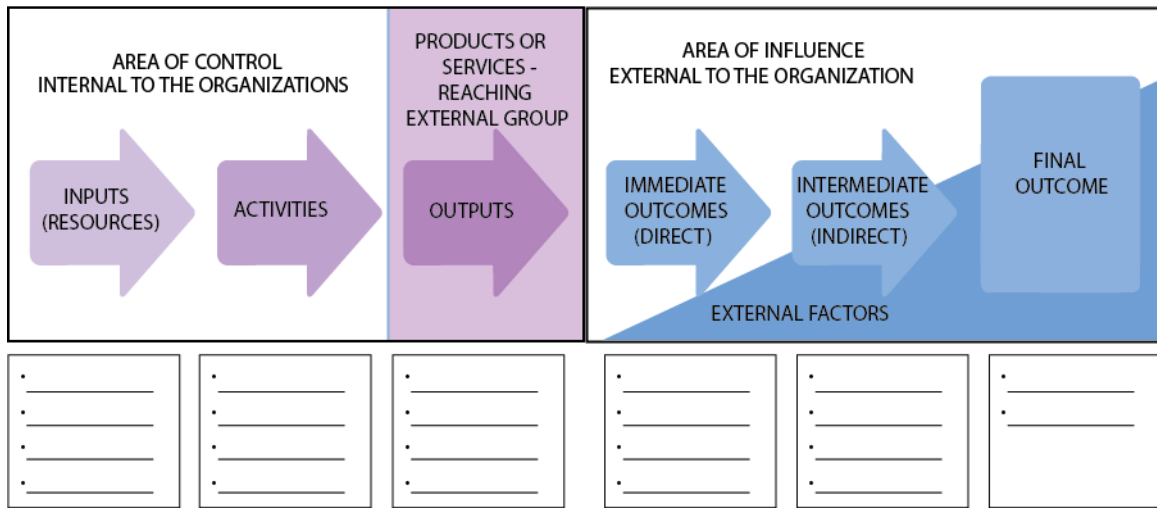 AREA OF CONTROL
INTERNAL TO THE ORGANIZATIONS
PRODUCTS OR
SERVICES -
REACHING
EXTERNAL GROUP
AREA OF INFLUENCE
EXTERNAL TO THE ORGANIZATION
INPUTS
(RESOURCES)
ACTIVITIES
OUTPUTS
IMMEDIATE
OUTCOMES
(DIRECT)
INTERMEDIATE
OUTCOMES
(INDIRECT)
FINAL
OUTCOME
EXTERNAL FACTORS